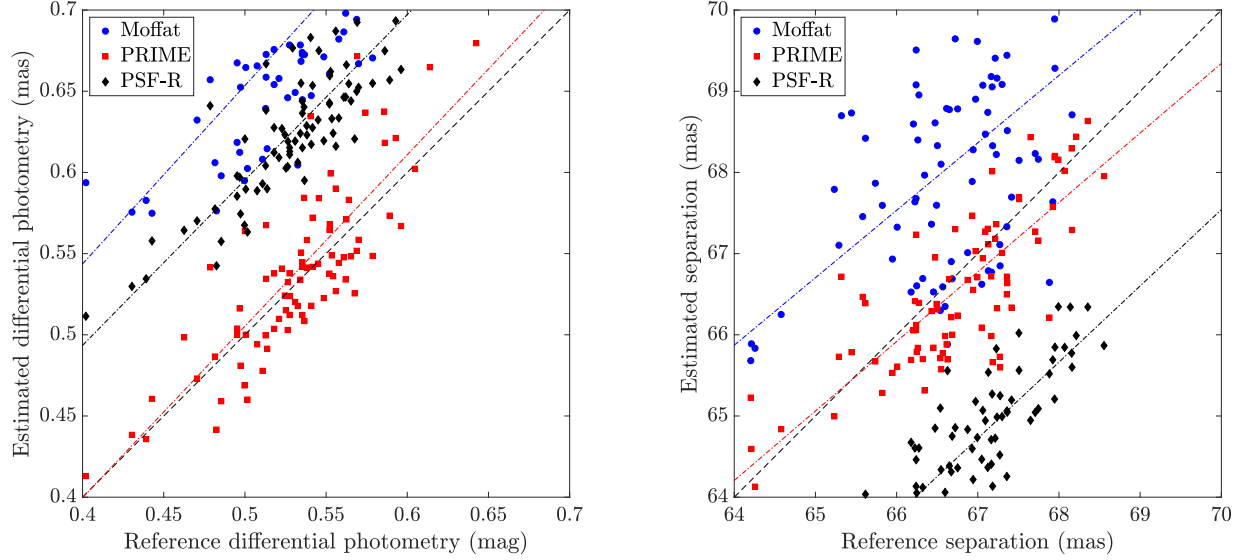 Estimated differential photometry (mas)
0.7
0.65
0.6
0.55
0.5
0.45
0.4
Moffat
PRIME
PSF-R
0.4 0.45 0.5 0.55 0.6 0.65 0.7
Reference differential photometry (mag)
Estimated separation (mas)
70
69
68
67
66
65
64
Moffat
PRIME
PSF-R
64 65 66 67 68 69 70
Reference separation (mas)